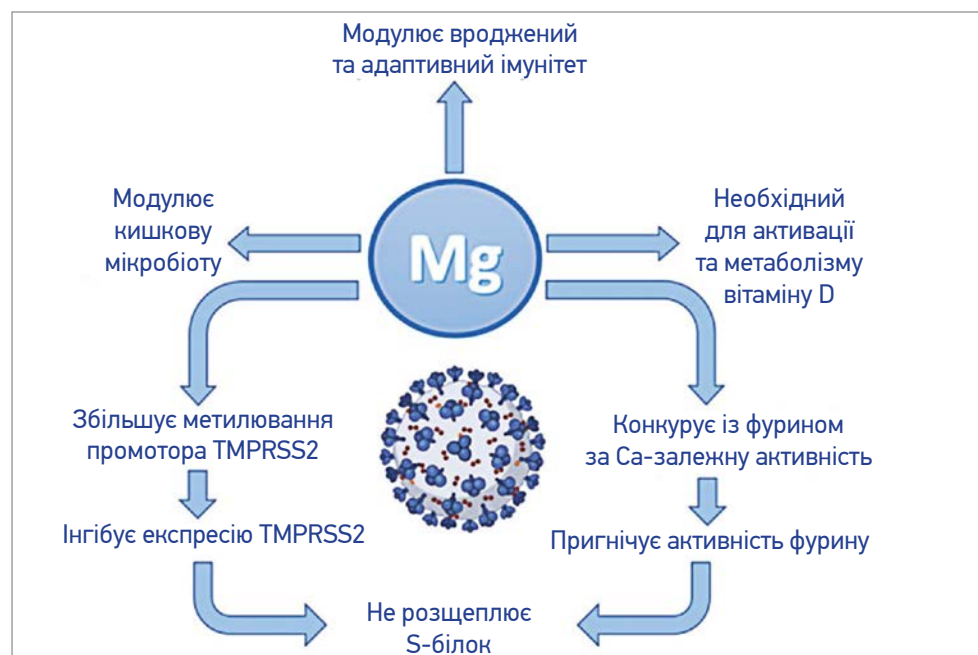 Модулює вроджений
та адаптивний імунітет
Модулює
кишкову
мікробіоту
Mg
Необхідний
для активації
та метаболізму
вітаміну D
Збільшує метилювання
промотора TMPRSS2
Конкурує із фурином
за Са-залежну активність
Інгібує експресію TMPRSS2
Пригнічує активність фурину
Не розщеплює
S-білок